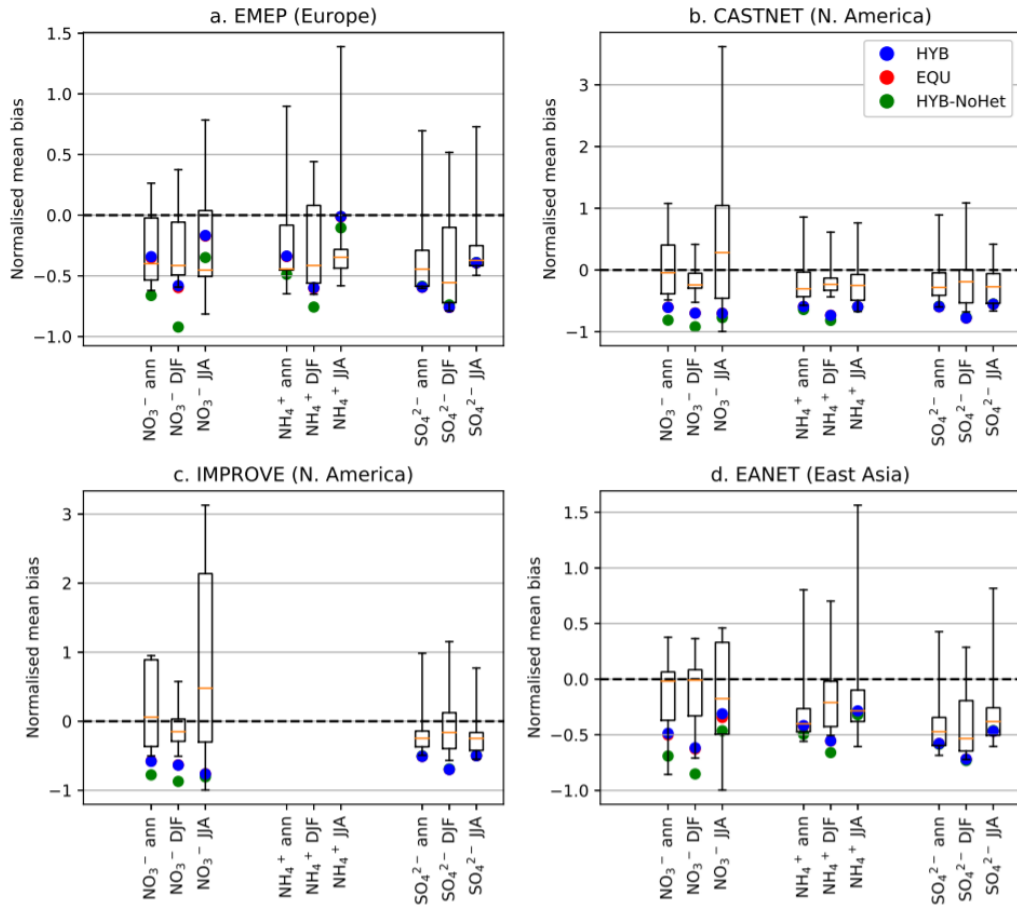 a. EMEP (Europe)
Normalised mean bias
1.5
1.0
0.5
0.0
−0.5
−1.0
NO₃⁻ ann
NO₃⁻ DJF
NO₃⁻ JJA
NH₄⁺ ann
NH₄⁺ DJF
NH₄⁺ JJA
SO₄²⁻ ann
SO₄²⁻ DJF
SO₄²⁻ JJA
b. CASTNET (N. America)
Normalised mean bias
3
2
1
0
−1
HYB
EQU
HYB-NoHet
NO₃⁻ ann
NO₃⁻ DJF
NO₃⁻ JJA
NH₄⁺ ann
NH₄⁺ DJF
NH₄⁺ JJA
SO₄²⁻ ann
SO₄²⁻ DJF
SO₄²⁻ JJA
c. IMPROVE (N. America)
Normalised mean bias
3
2
1
0
−1
NO₃⁻ ann
NO₃⁻ DJF
NO₃⁻ JJA
NH₄⁺ ann
NH₄⁺ DJF
NH₄⁺ JJA
SO₄²⁻ ann
SO₄²⁻ DJF
SO₄²⁻ JJA
d. EANET (East Asia)
Normalised mean bias
1.5
1.0
0.5
0.0
−0.5
−1.0
NO₃⁻ ann
NO₃⁻ DJF
NO₃⁻ JJA
NH₄⁺ ann
NH₄⁺ DJF
NH₄⁺ JJA
SO₄²⁻ ann
SO₄²⁻ DJF
SO₄²⁻ JJA